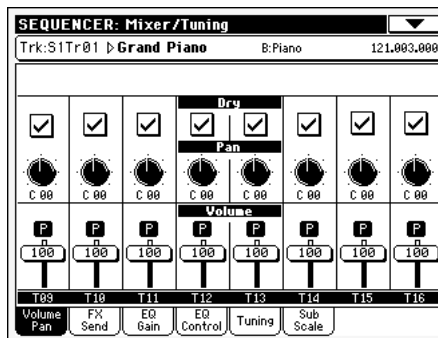 SEQUENCER: Mixer/Tuning
Trk:S1Tr01 ▷Grand Piano B:Piano 121.003.000
Dry
Pan
C 00 C 00 C 00 C 00 C 00 C 00 C 00 C 00
Volume
P P P P P P P P
100 100 100 100 100 100 100 100
T09 T10 T11 T12 T13 T14 T15 T16
Volume Pan FX Send EQ Gain EQ Control Tuning Sub Scale